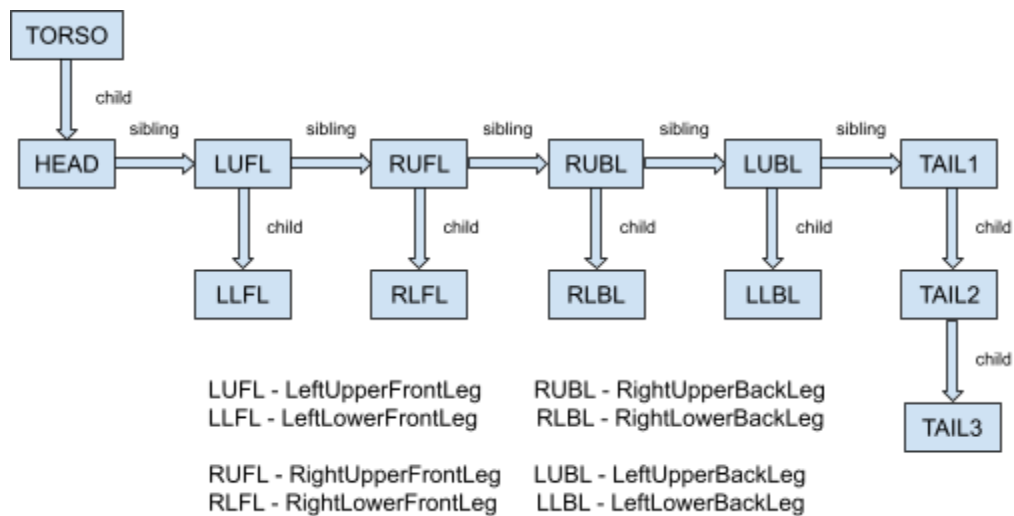 TORSO
child
sibling sibling sibling sibling sibling
HEAD LUFL RUFL RUBL LUBL TAIL1
child child child child child
LLFL RLFL RLBL LLBL TAIL2
child
LUFL - LeftUpperFrontLeg RUBL - RightUpperBackLeg
LLFL - LeftLowerFrontLeg RLBL - RightLowerBackLeg
TAIL3
RUFL - RightUpperFrontLeg LUBL - LeftUpperBackLeg
RLFL - RightLowerFrontLeg LLBL - LeftLowerBackLeg